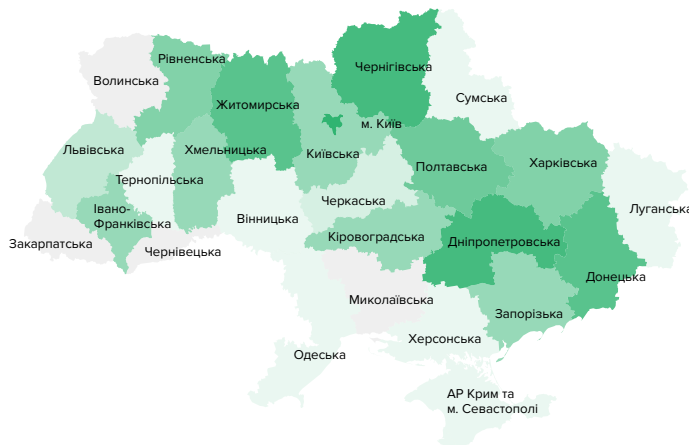 Чернігівська
Рівненська
Волинська
Сумська
Житомирська
м. Київ
Львівська
Хмельницька
Київська
Харківська
Полтавська
Тернопільська
Черкаська
Івано-
Франківська
Вінницька
Луганська
Кіровоградська
Закарпатська
Чернівецька
Дніпропетровська
Донецька
Миколаївська
Запорізька
Херсонська
Одеська
АР Крим та
м. Севастополі